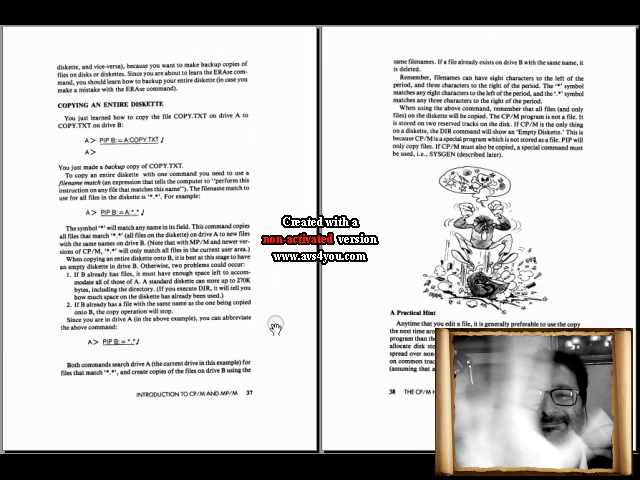 diskette, and vice-versa), because you want to make backup copies of
files on disks or diskettes. Since you are about to learn the ERAse com-
mand, you should learn how to backup your entire diskette (in case you
make a mistake with the ERAse command).
COPYING AN ENTIRE DISKETTE
You just learned how to copy the file COPY.TXT on drive A to
COPY.TXT on drive B:
A> PIP B: = A:COPY.TXT ↓
A>
You just made a backup copy of COPY.TXT.
To copy an entire diskette with one command you need to use a
filename match (an expression that tells the computer to "perform this
instruction on any file that matches this name"). The filename match to
use for all files in the diskette is '*.*'. For example:
A> PIP B: = A:*.* ↓
The symbol '*' will match any name in its field. This command copies
all files that match '*.*' (all files on the diskette) on drive A to new files
with the same names on drive B. (Note that with MP/M and newer ver-
sions of CP/M, '*.*' will only match all files in the current user area.)
When copying an entire diskette onto B, it is best at this stage to have
an empty diskette in drive B. Otherwise, two problems could occur:
1. If B already has files, it must have enough space left to accom-
modate all of those of A. A standard diskette can store up to 270K
bytes, including the directory. (If you execute DIR, it will tell you
how much space on the diskette has already been used.)
2. If B already has a file with the same name as the one being copied
onto B, the copy operation will stop.
Since you are in drive A (in the above example), you can abbreviate
the above command:
A> PIP B: = *.* ↓
Both commands search drive A (the current drive in this example) for
files that match '*.*', and create copies of the files on drive B using the
INTRODUCTION TO CP/M AND MP/M 37
same filenames. If a file already exists on drive B with the same name, it
is deleted.
Remember, filenames can have eight characters to the left of the
period, and three characters to the right of the period. The '*' symbol
matches any eight characters to the left of the period, and the '.*' symbol
matches any three characters to the right of the period.
When using the above command, remember that all files (and only
files) on the diskette will be copied. The CP/M program is not a file. It
is stored on two reserved tracks on the disk. If CP/M is the only thing
on a diskette, the DIR command will show an 'Empty Diskette.' This is
because CP/M is a special program which is not stored as a file. PIP will
only copy files. If CP/M must also be copied, a special command must
be used, i.e., SYSGEN (described later).
A Practical Hint
Anytime that you edit a file, it is generally preferable to use the copy
the next time aro
program than the
allocate disk sto
spread over non-
on common trac
(assuming that a
38 THE CP/M H
Created with a
non-activated version
www.avs4you.com